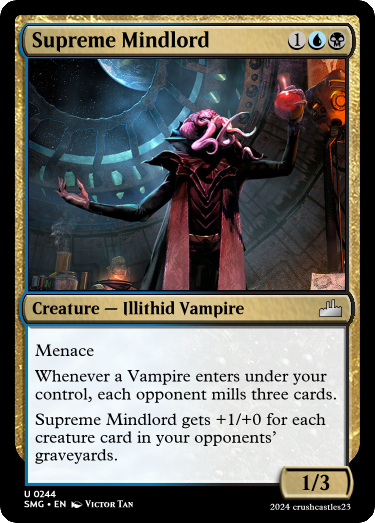 Supreme Mindlord 1
Creature — Illithid Vampire
Menace
Whenever a Vampire enters under your
control, each opponent mills three cards.
Supreme Mindlord gets +1/+0 for each
creature card in your opponents'
graveyards.
1/3
U 0244
SMG • EN Victor Tan
2024 crushcastles23